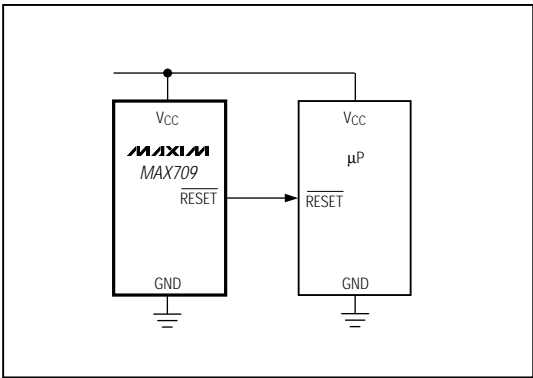 VCC
MAXIM
MAX709
RESET
GND
VCC
μP
RESET
GND